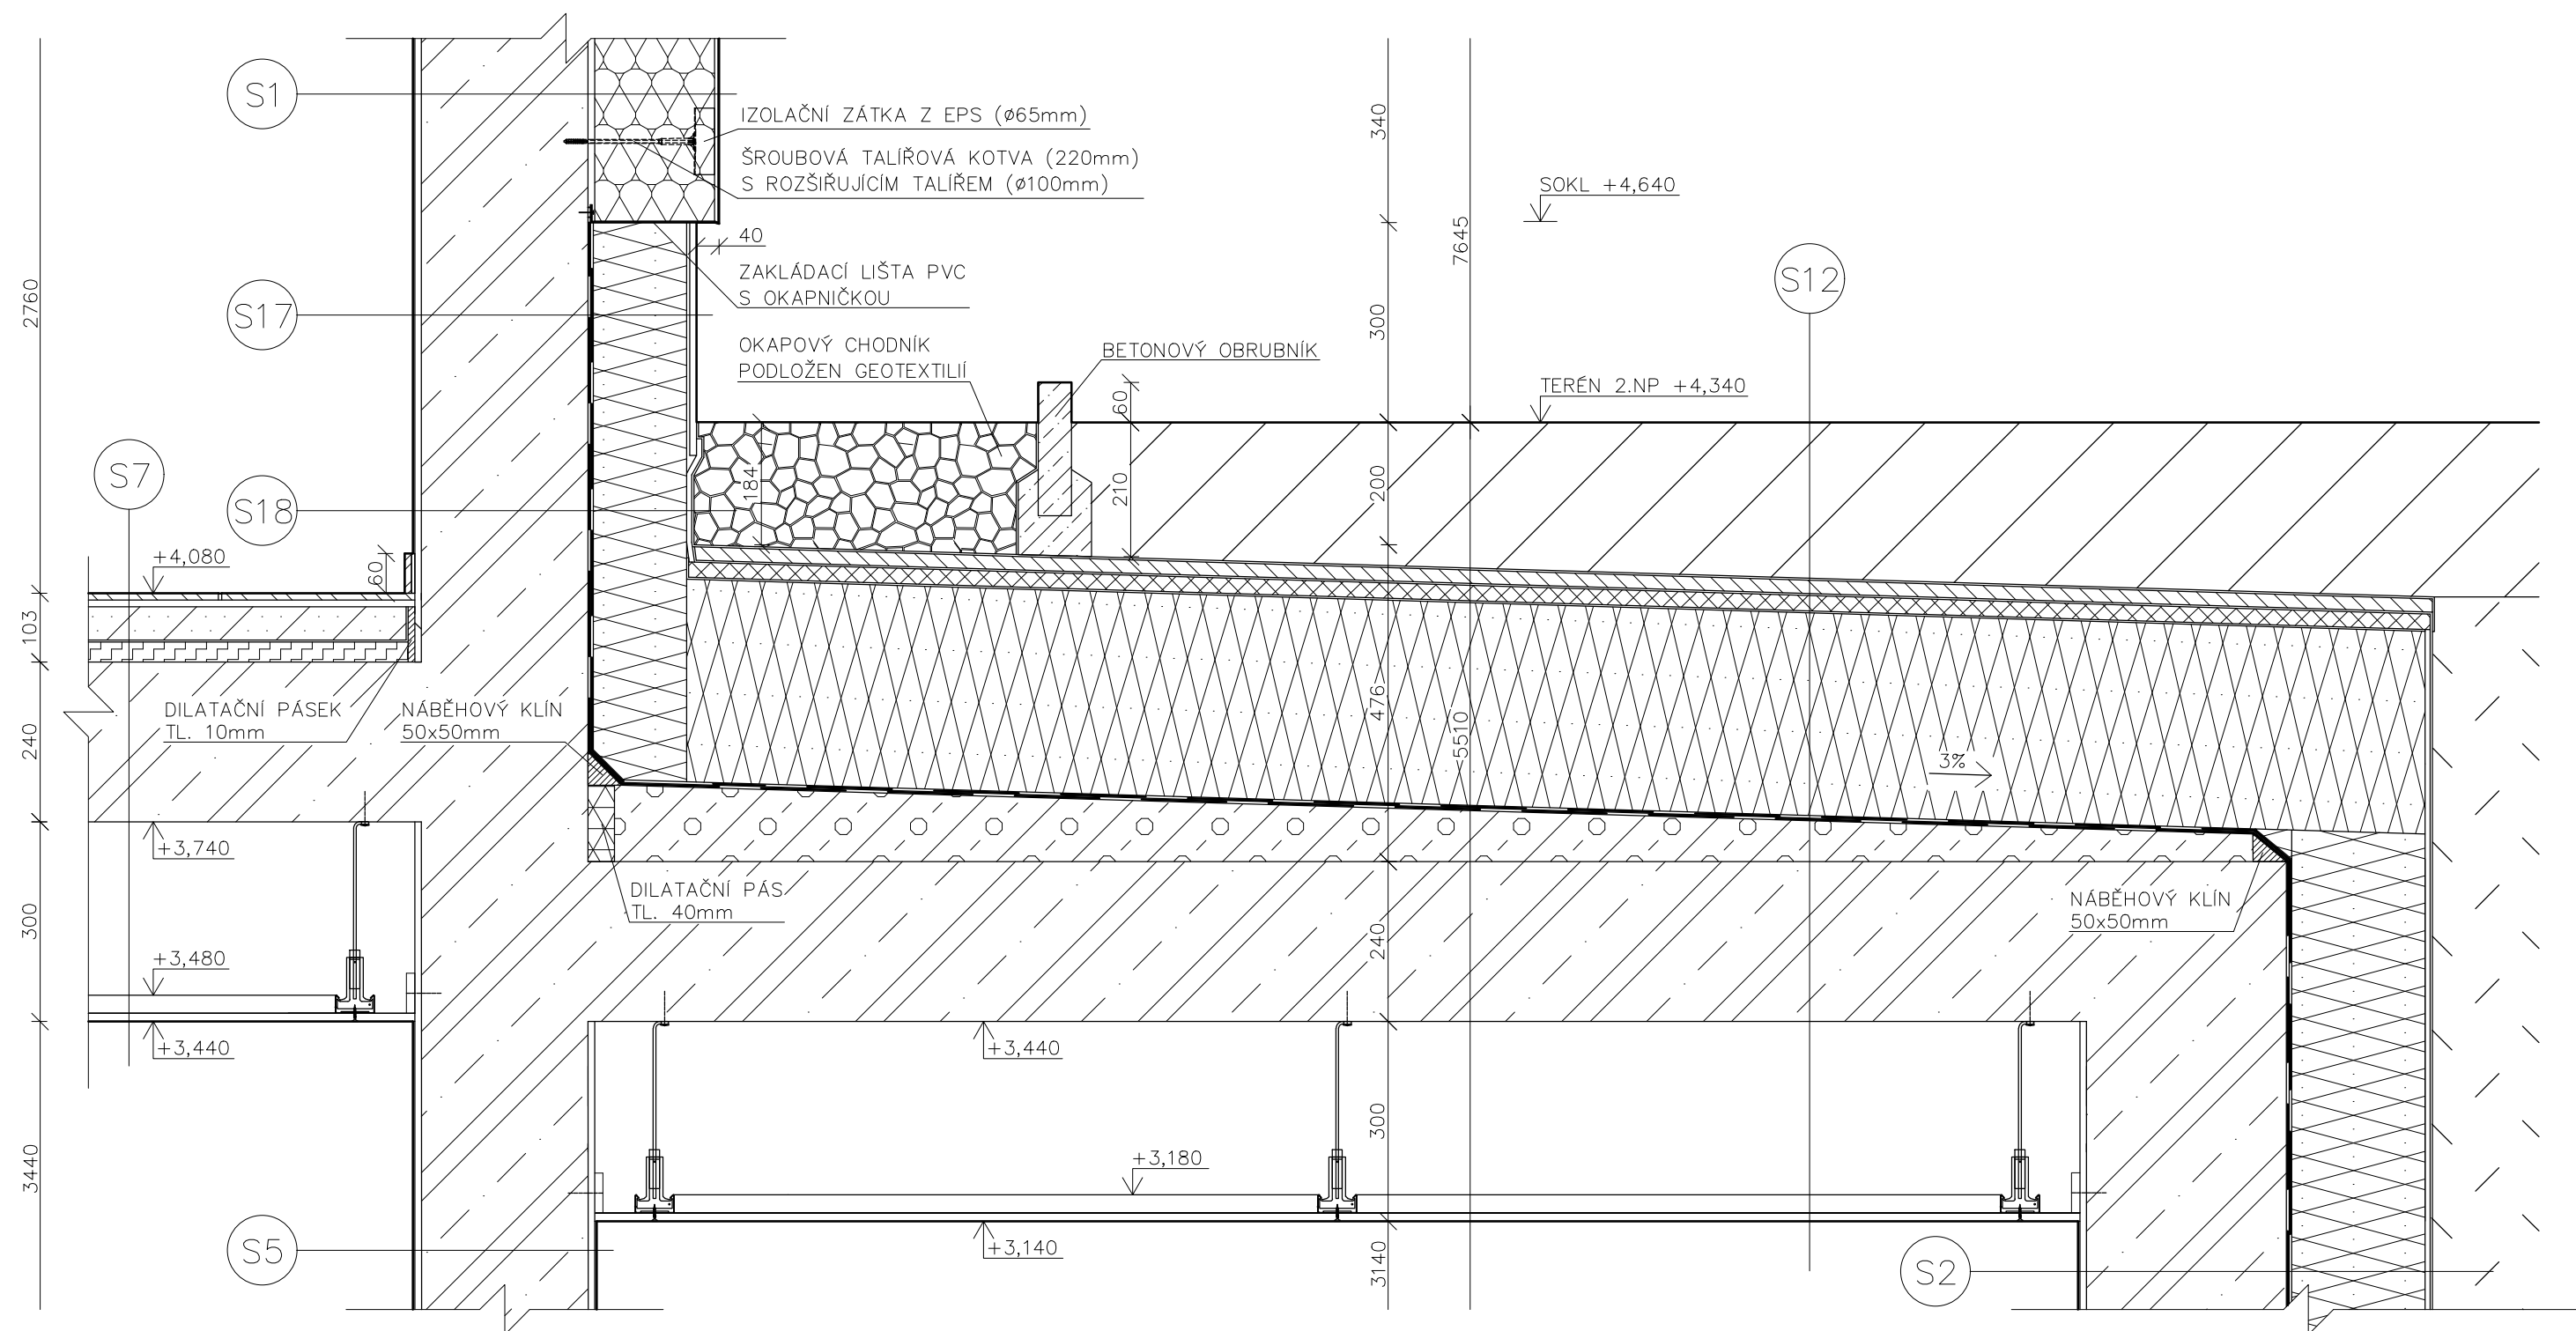 S1
IZOLAČNÍ ZÁTKA Z EPS (ø65mm)
ŠROUBOVÁ TALÍŘOVÁ KOTVA (220mm)
S ROZŠIŘUJÍCÍM TALÍŘEM (ø100mm)
340
SOKL +4,640
7645
40
ZAKLÁDACÍ LIŠTA PVC
S OKAPNIČKOU
S12
2760
S17
300
OKAPOVÝ CHODNÍK
PODLOŽEN GEOTEXTILIÍ
BETONOVÝ OBRUBNÍK
TERÉN 2.NP +4,340
60
S7
184
210
200
S18
+4,080
60
103
DILATAČNÍ PÁSEK
TL. 10mm
NÁBĚHOVÝ KLÍN
50x50mm
476
5510
240
3%
+3,740
DILATAČNÍ PÁS
TL. 40mm
NÁBĚHOVÝ KLÍN
50x50mm
300
240
+3,480
+3,440
+3,440
300
+3,180
3440
S5
+3,140
3140
S2